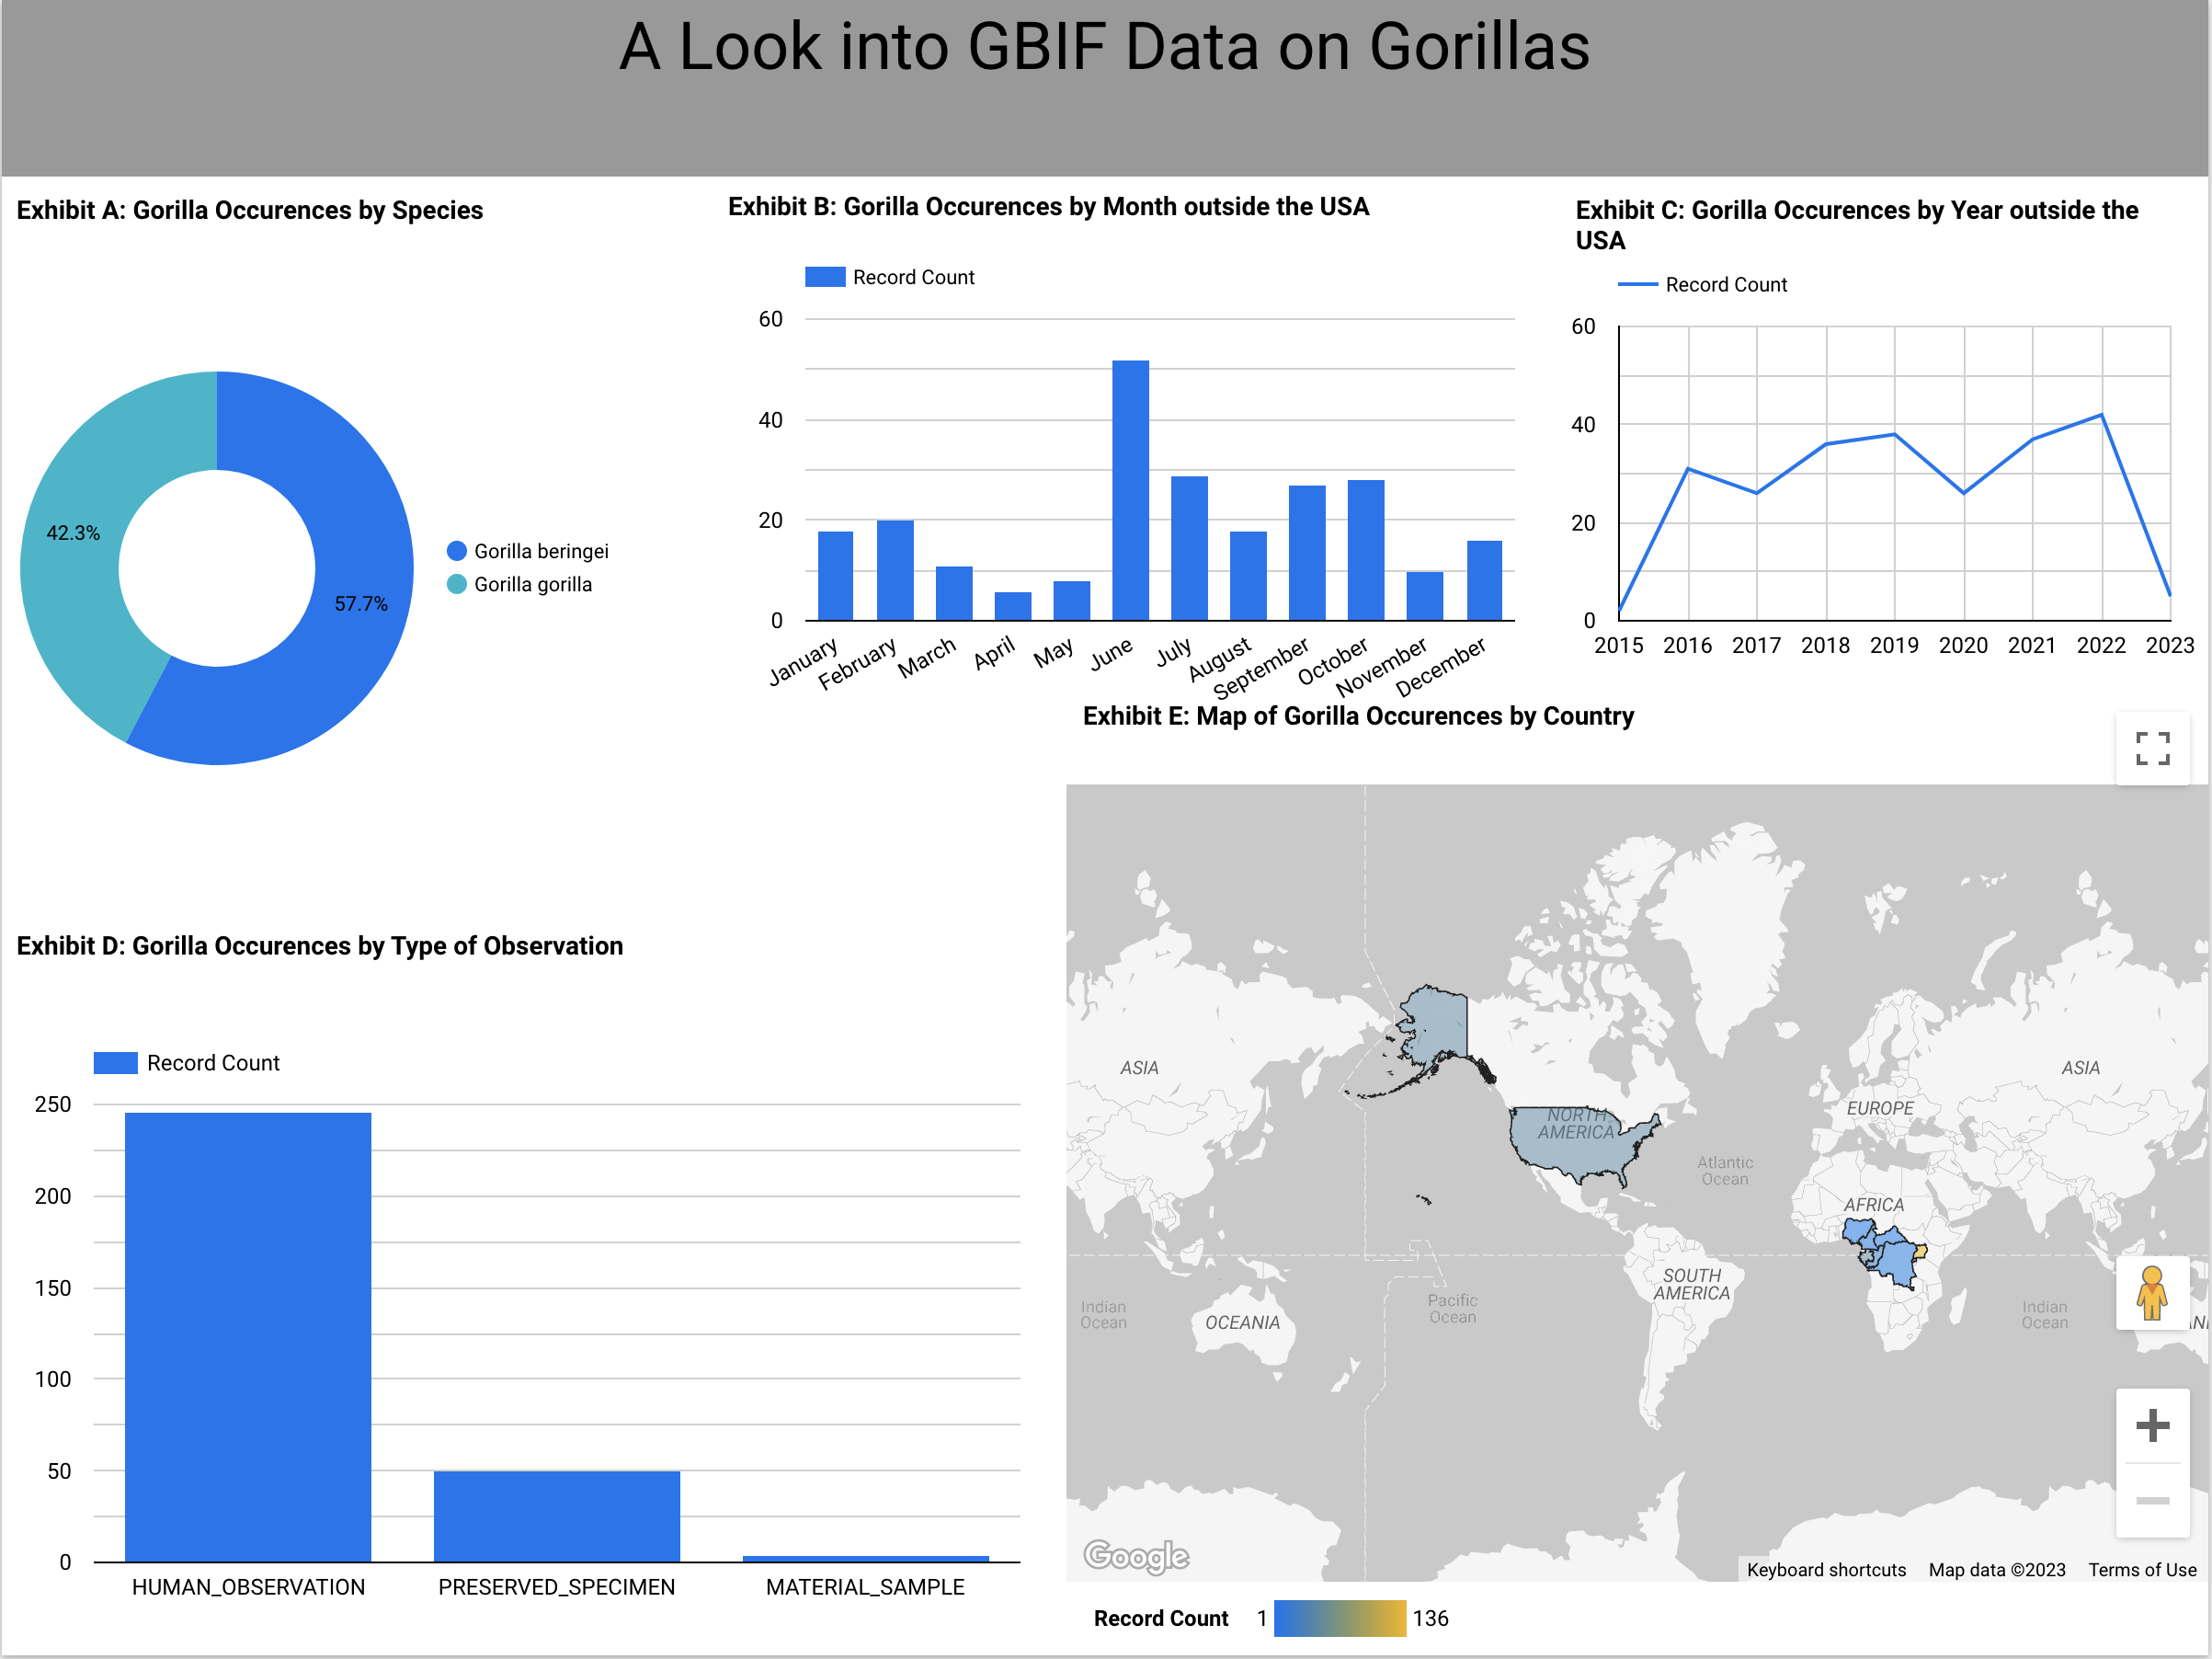 A Look into GBIF Data on Gorillas
Exhibit A: Gorilla Occurences by Species
42.3%
57.7%
Gorilla beringei
Gorilla gorilla
Exhibit B: Gorilla Occurences by Month outside the USA
Record Count
60
40
20
0
January
February
March
April
May
June
July
August
September
October
November
December
Exhibit C: Gorilla Occurences by Year outside the
USA
Record Count
60
40
20
0
2015 2016 2017 2018 2019 2020 2021 2022 2023
Exhibit D: Gorilla Occurences by Type of Observation
Record Count
250
200
150
100
50
0
HUMAN_OBSERVATION PRESERVED_SPECIMEN MATERIAL_SAMPLE
Exhibit E: Map of Gorilla Occurences by Country
ASIA
NORTH
AMERICA
Atlantic
Ocean
EUROPE
ASIA
AFRICA
SOUTH
AMERICA
Indian
Ocean
OCEANIA
Pacific
Ocean
Indian
Ocean
Google
Keyboard shortcuts Map data ©2023 Terms of Use
Record Count 1 136